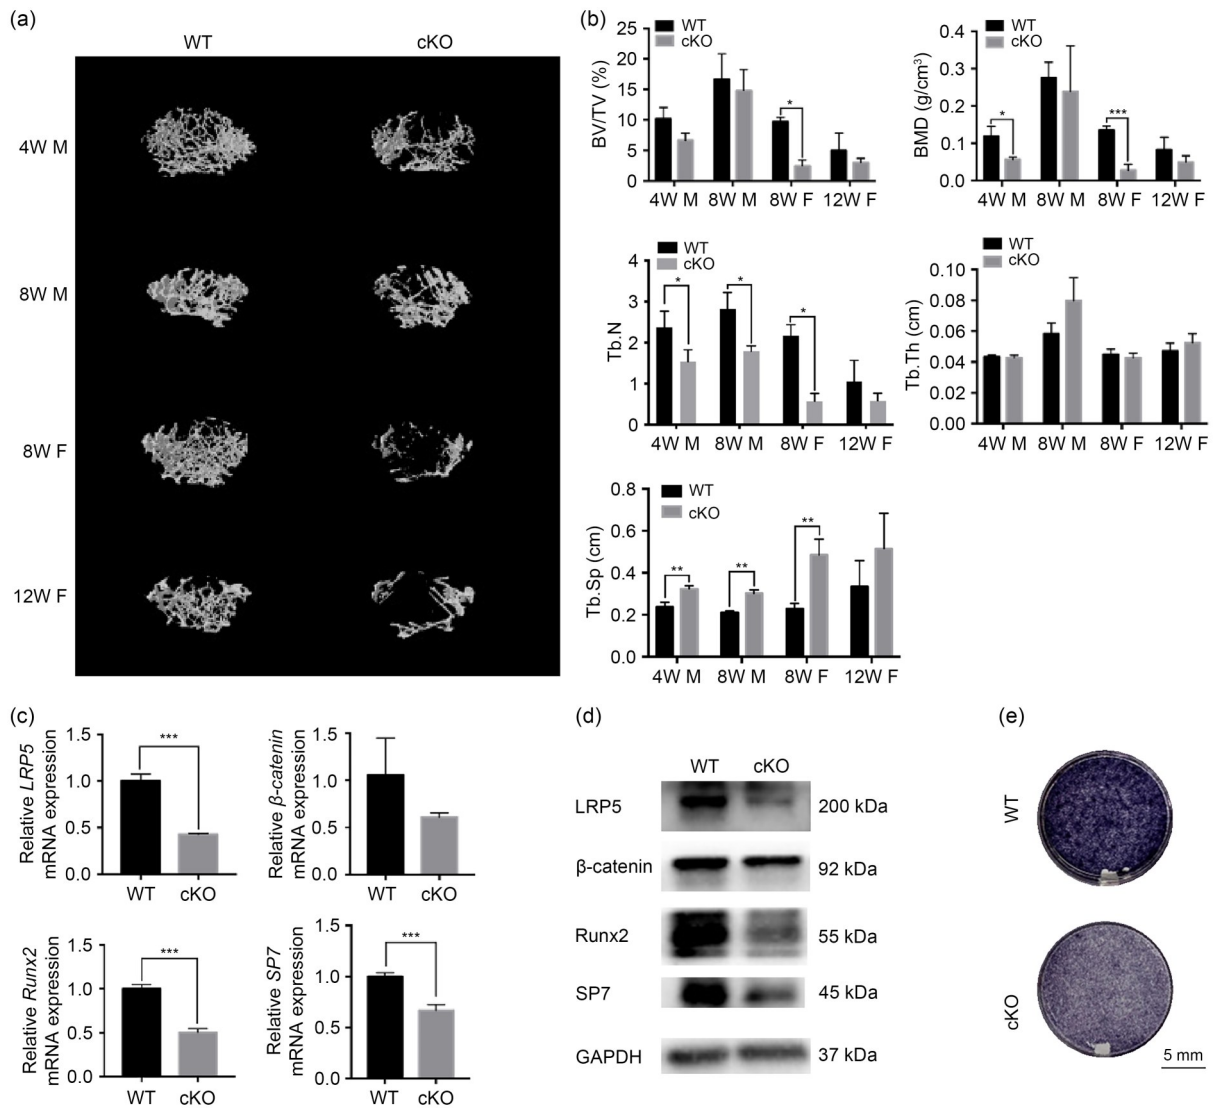 (a)
WT cKO
4W M
8W M
8W F
12W F
(b)
BV/TV (%)
25
20
15
10
5
0
WT
cKO
*
4W M 8W M 8W F 12W F
BMD (g/cm³)
0.4
0.3
0.2
0.1
0.0
WT
cKO
*
***
4W M 8W M 8W F 12W F
Tb.N
4
3
2
1
0
WT
cKO
*
*
*
4W M 8W M 8W F 12W F
Tb.Th (cm)
0.10
0.08
0.06
0.04
0.02
0.00
WT
cKO
4W M 8W M 8W F 12W F
Tb.Sp (cm)
0.8
0.6
0.4
0.2
0.0
WT
cKO
**
**
**
4W M 8W M 8W F 12W F
(c)
Relative LRP5
mRNA expression
1.5
1.0
0.5
0.0
***
WT cKO
Relative β-catenin
mRNA expression
1.5
1.0
0.5
0.0
WT cKO
Relative Runx2
mRNA expression
1.5
1.0
0.5
0.0
***
WT cKO
Relative SP7
mRNA expression
1.5
1.0
0.5
0.0
***
WT cKO
(d)
WT cKO
LRP5 200 kDa
β-catenin 92 kDa
Runx2 55 kDa
SP7 45 kDa
GAPDH 37 kDa
(e)
WT
cKO
5 mm